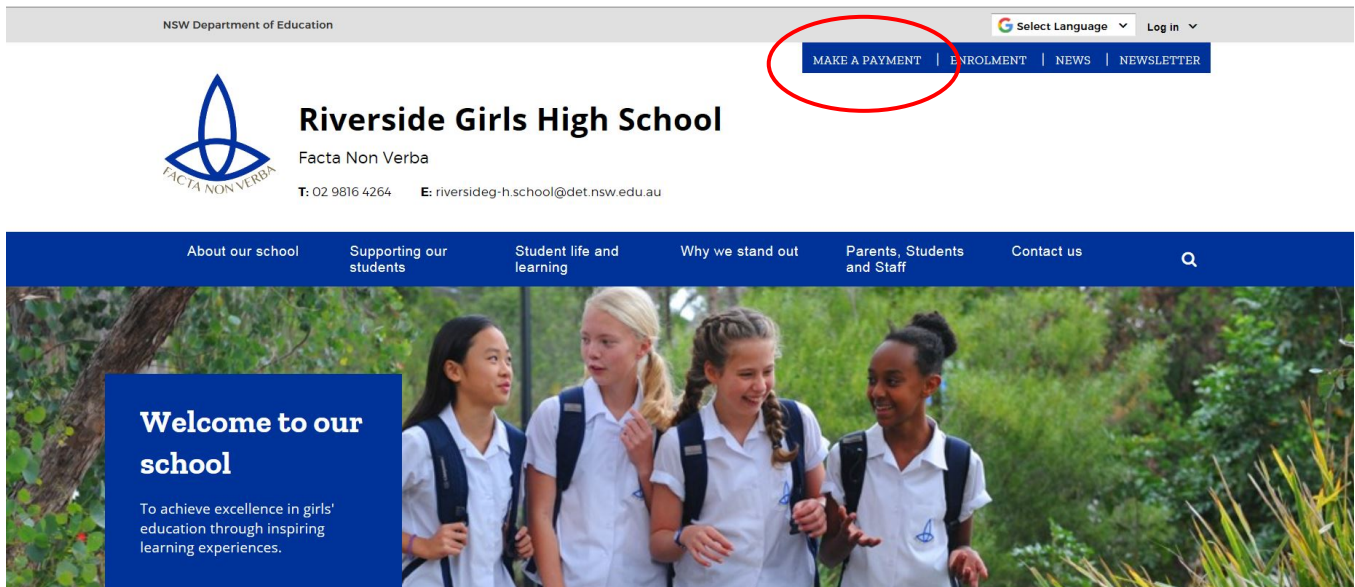 NSW Department of Education
Select Language
Log in
MAKE A PAYMENT | ENROLMENT | NEWS | NEWSLETTER
FACTA NON VERBA
Riverside Girls High School
Facta Non Verba
T: 02 9816 4264 E: riversideg-h.school@det.nsw.edu.au
About our school
Supporting our
students
Student life and
learning
Why we stand out
Parents, Students
and Staff
Contact us
Welcome to our
school
To achieve excellence in girls'
education through inspiring
learning experiences.